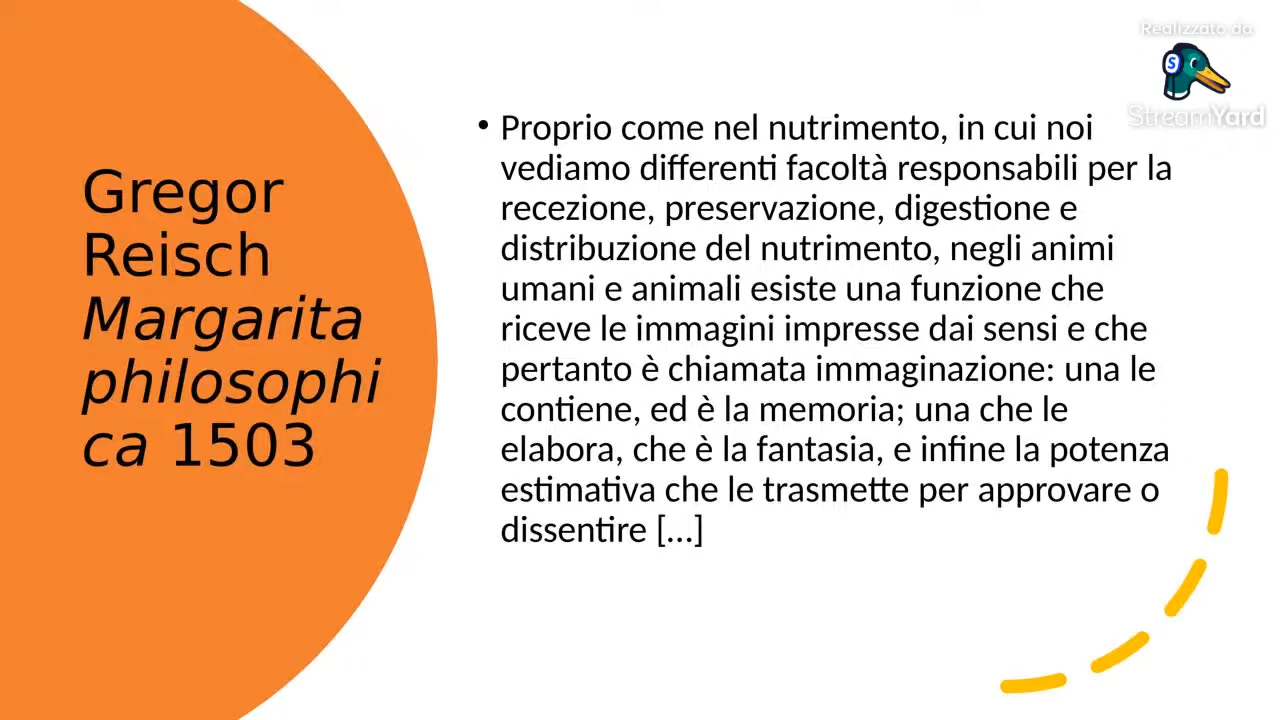 Realizzato da
StreamYard
Gregor
Reisch
Margarita
philosophi
ca 1503
• Proprio come nel nutrimento, in cui noi
vediamo differenti facoltà responsabili per la
recezione, preservazione, digestione e
distribuzione del nutrimento, negli animi
umani e animali esiste una funzione che
riceve le immagini impresse dai sensi e che
pertanto è chiamata immaginazione: una le
contiene, ed è la memoria; una che le
elabora, che è la fantasia, e infine la potenza
estimativa che le trasmette per approvare o
dissentire [...]